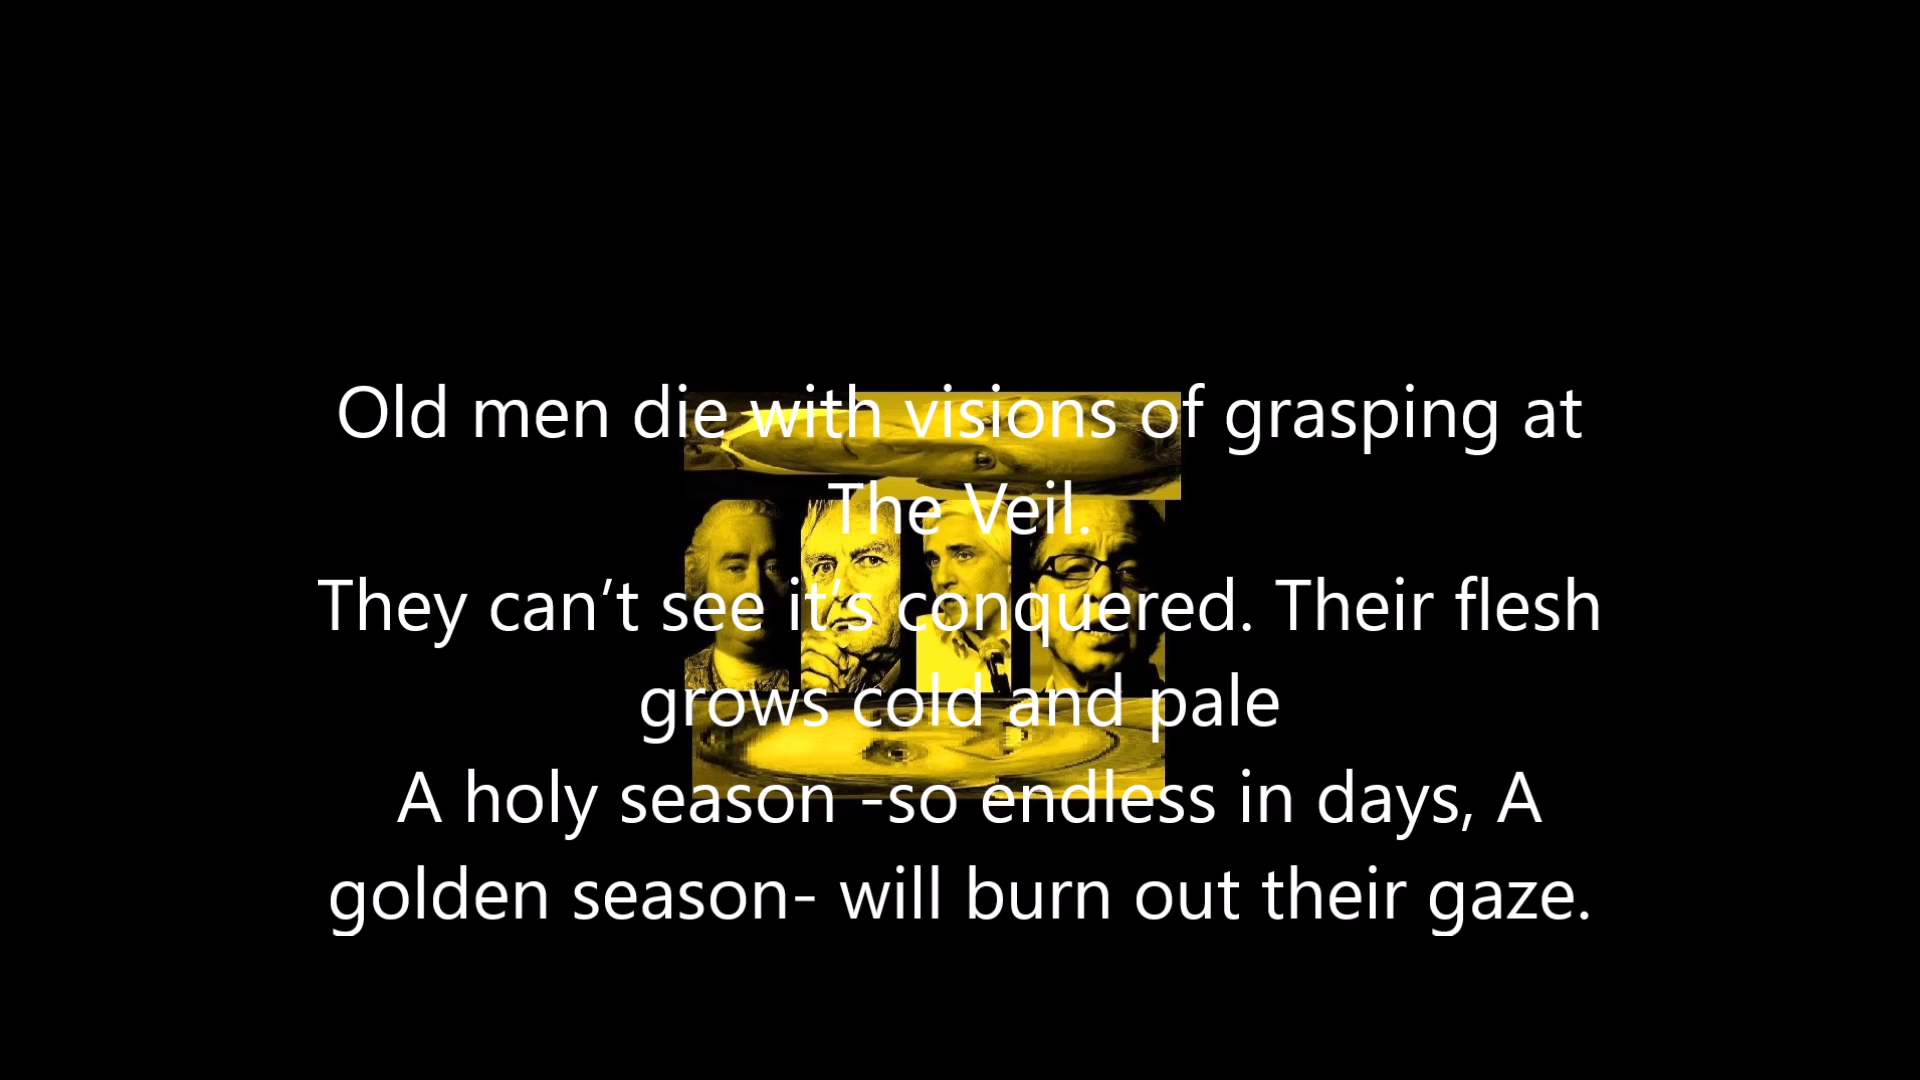 Old men die with visions of grasping at
The Veil.
They can’t see it’s conquered. Their flesh
grows cold and pale
A holy season -so endless in days, A
golden season- will burn out their gaze.